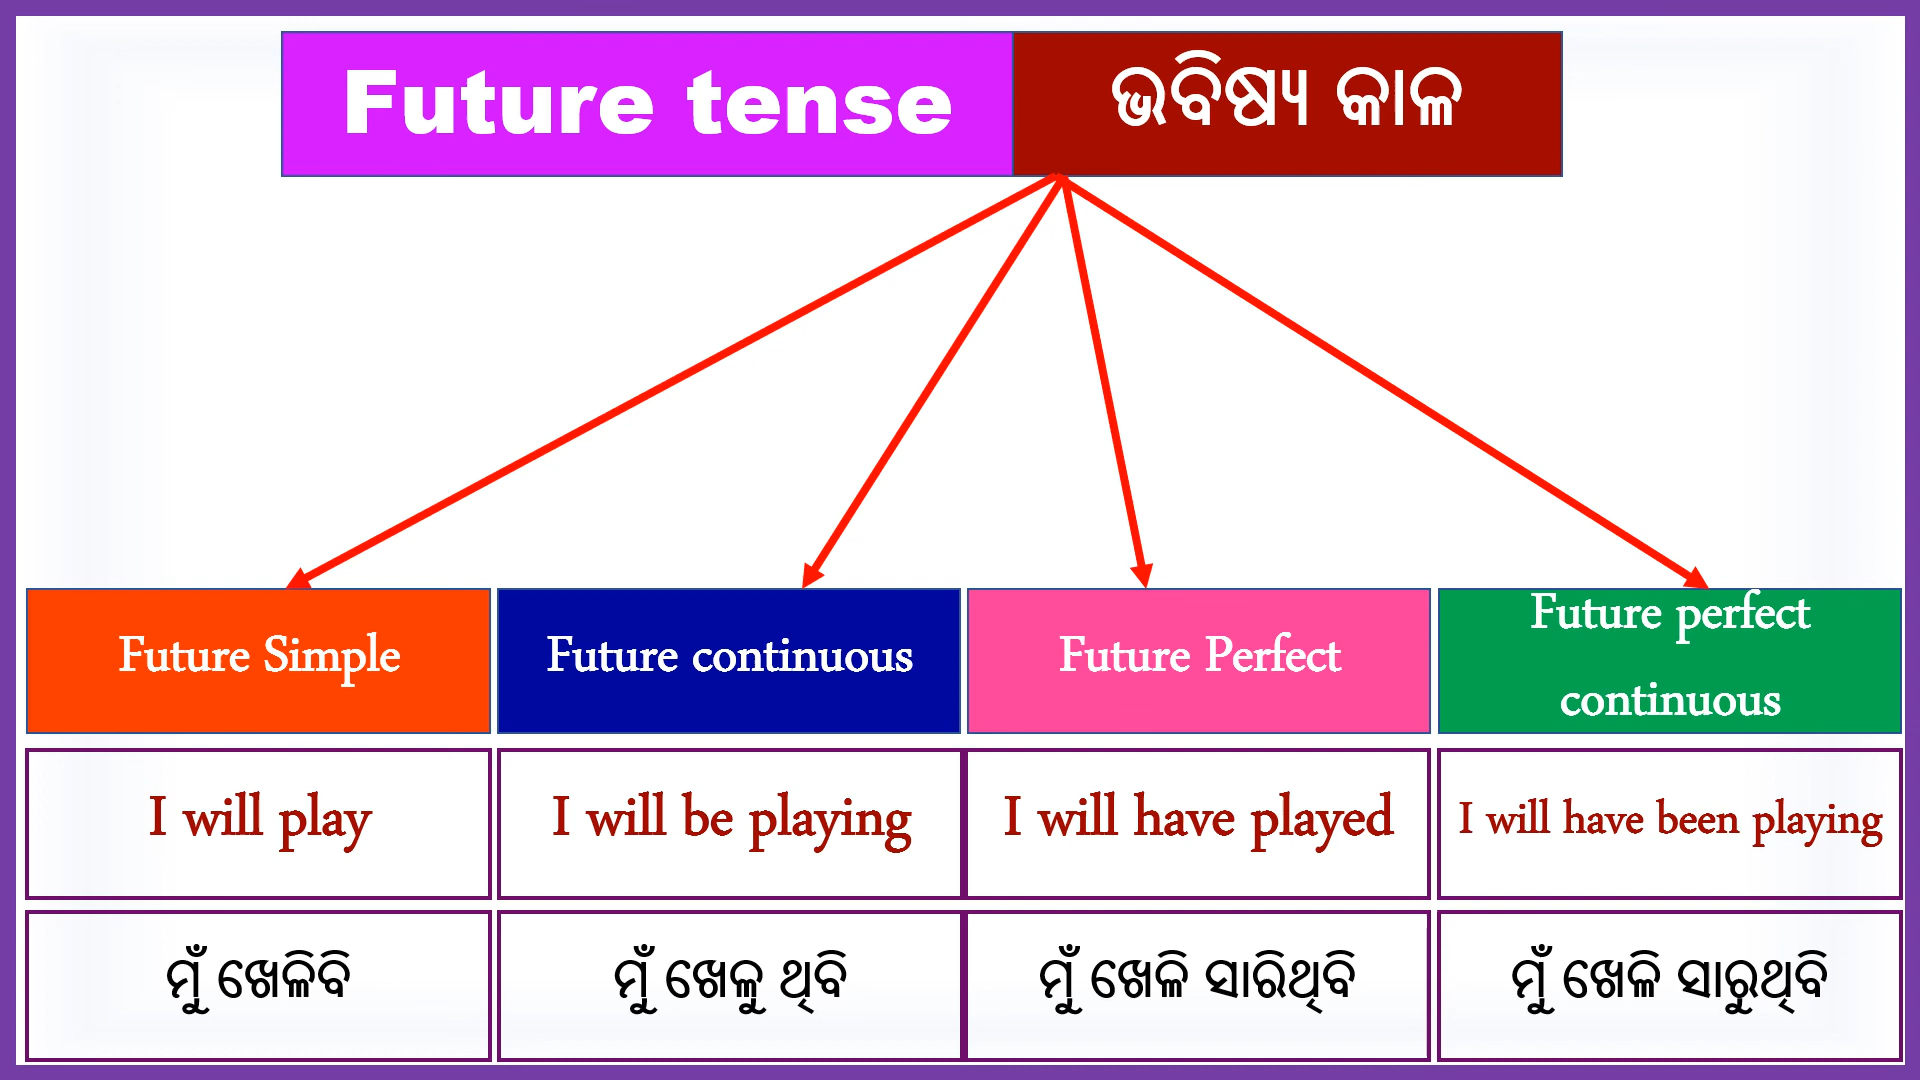 Future tense
ଭବିଷ୍ୟ କାଳ
Future Simple
Future continuous
Future Perfect
Future perfect
continuous
I will play
I will be playing
I will have played
I will have been playing
ମୁଁ ଖେଳିବି
ମୁଁ ଖେଳୁ ଥିବି
ମୁଁ ଖେଳି ସାରିଥିବି
ମୁଁ ଖେଳି ସାରୁଥିବି